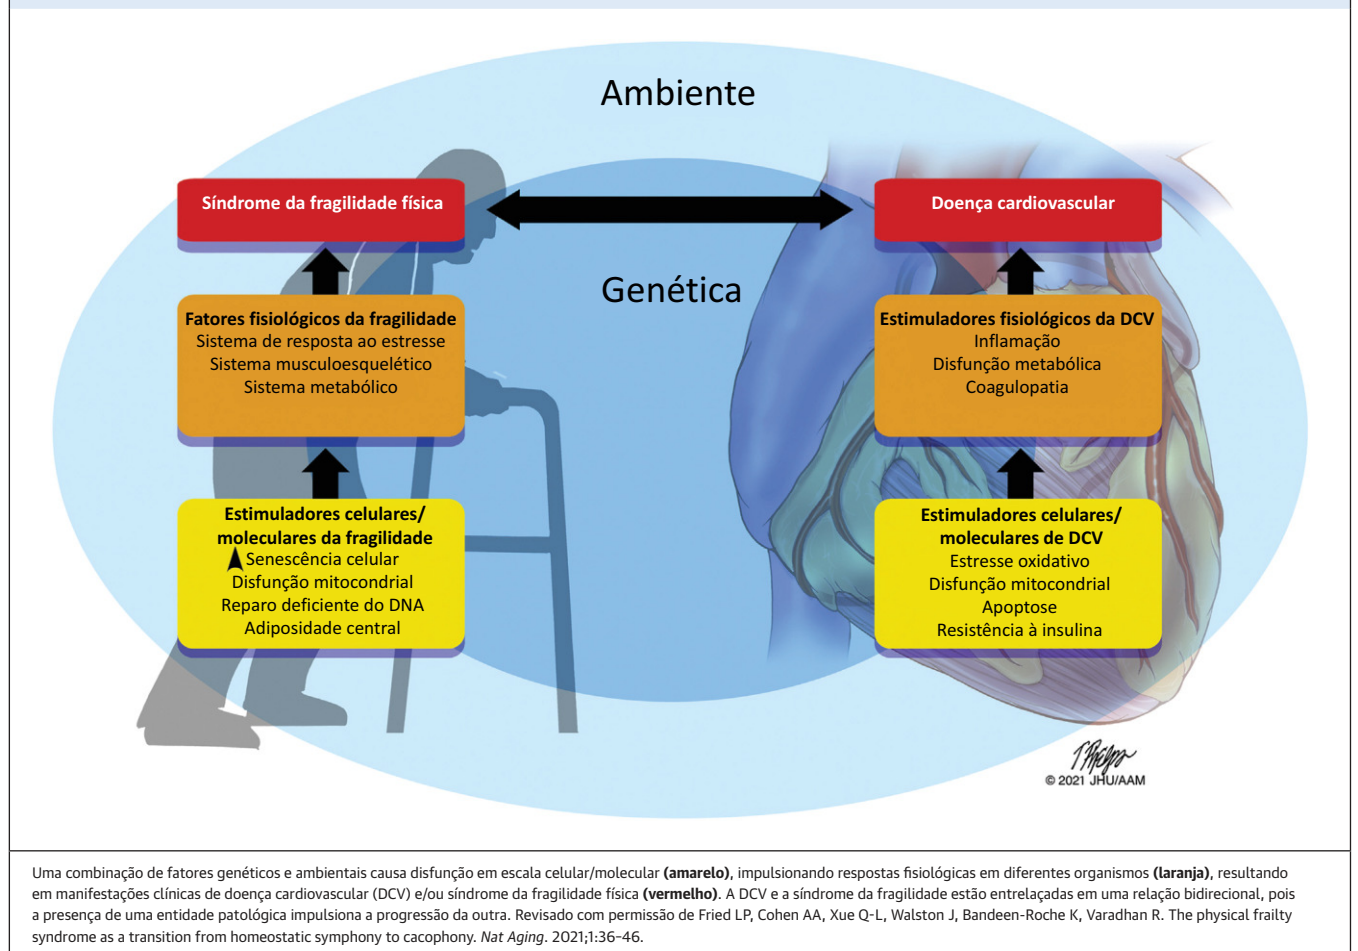 Ambiente
Síndrome da fragilidade física
Doença cardiovascular
Genética
Fatores fisiológicos da fragilidade
Sistema de resposta ao estresse
Sistema musculoesquelético
Sistema metabólico
Estimuladores fisiológicos da DCV
Inflamação
Disfunção metabólica
Coagulopatia
Estimuladores celulares/
moleculares da fragilidade
Senescência celular
Disfunção mitocondrial
Reparo deficiente do DNA
Adiposidade central
Estimuladores celulares/
moleculares de DCV
Estresse oxidativo
Disfunção mitocondrial
Apoptose
Resistência à insulina
© 2021 JHU/AAM
Uma combinação de fatores genéticos e ambientais causa disfunção em escala celular/molecular (amarelo), impulsionando respostas fisiológicas em diferentes organismos (laranja), resultando
em manifestações clínicas de doença cardiovascular (DCV) e/ou síndrome da fragilidade física (vermelho). A DCV e a síndrome da fragilidade estão entrelaçadas em uma relação bidirecional, pois
a presença de uma entidade patológica impulsiona a progressão da outra. Revisado com permissão de Fried LP, Cohen AA, Xue Q-L, Walston J, Bandeen-Roche K, Varadhan R. The physical frailty
syndrome as a transition from homeostatic symphony to cacophony. Nat Aging. 2021;1:36-46.